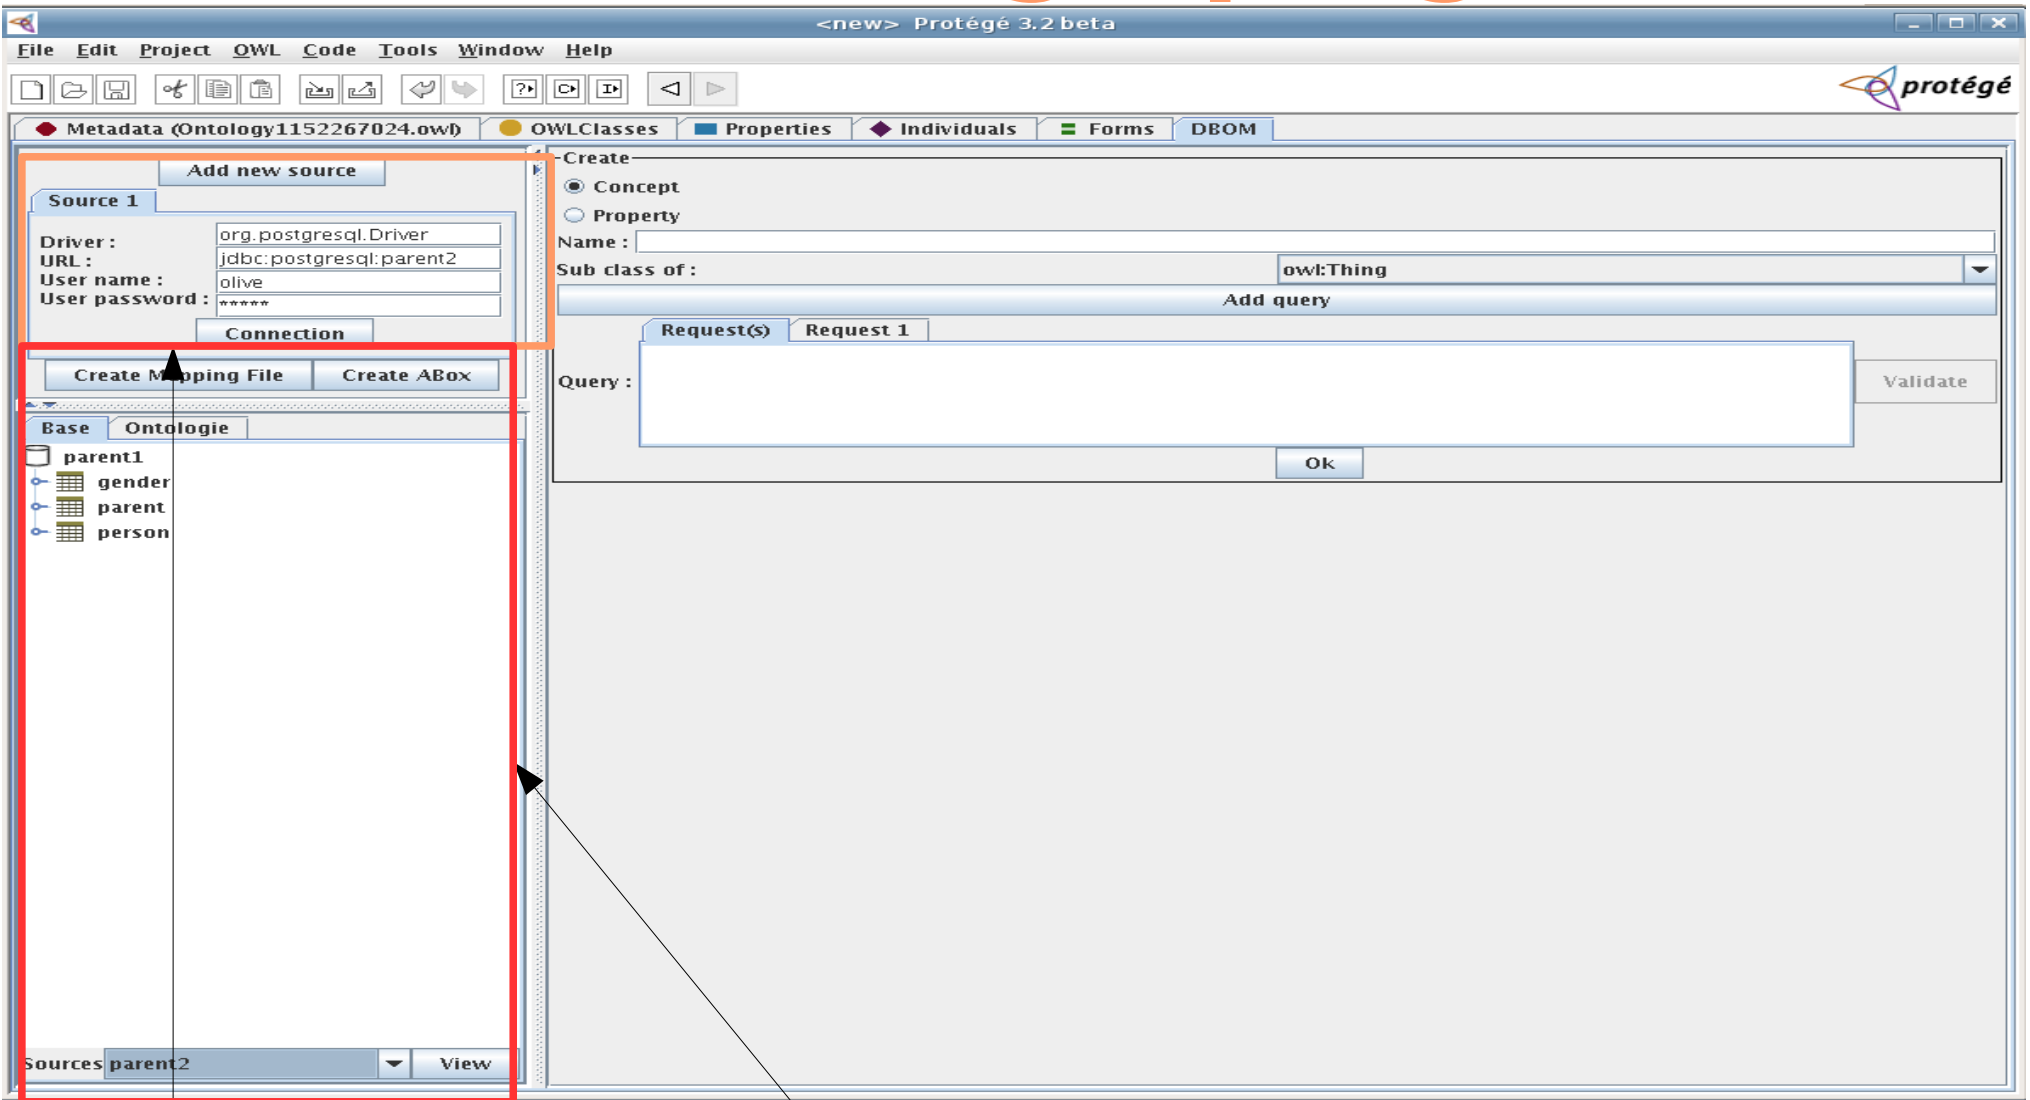 <new> Protégé 3.2 beta
File Edit Project OWL Code Tools Window Help
protégé
Metadata (Ontology1152267024.owl) OWLClasses Properties Individuals Forms DBOM
Add new source
Source 1
Driver : org.postgresql.Driver
URL : jdbc:postgresql:parent2
User name : olive
User password : *****
Connection
Create Mapping File Create ABox
Base Ontologie
parent1
gender
parent
person
Sources parent2 View
Create
Concept
Property
Name :
Sub class of : owl:Thing
Add query
Request(s) Request 1
Query : Validate
Ok